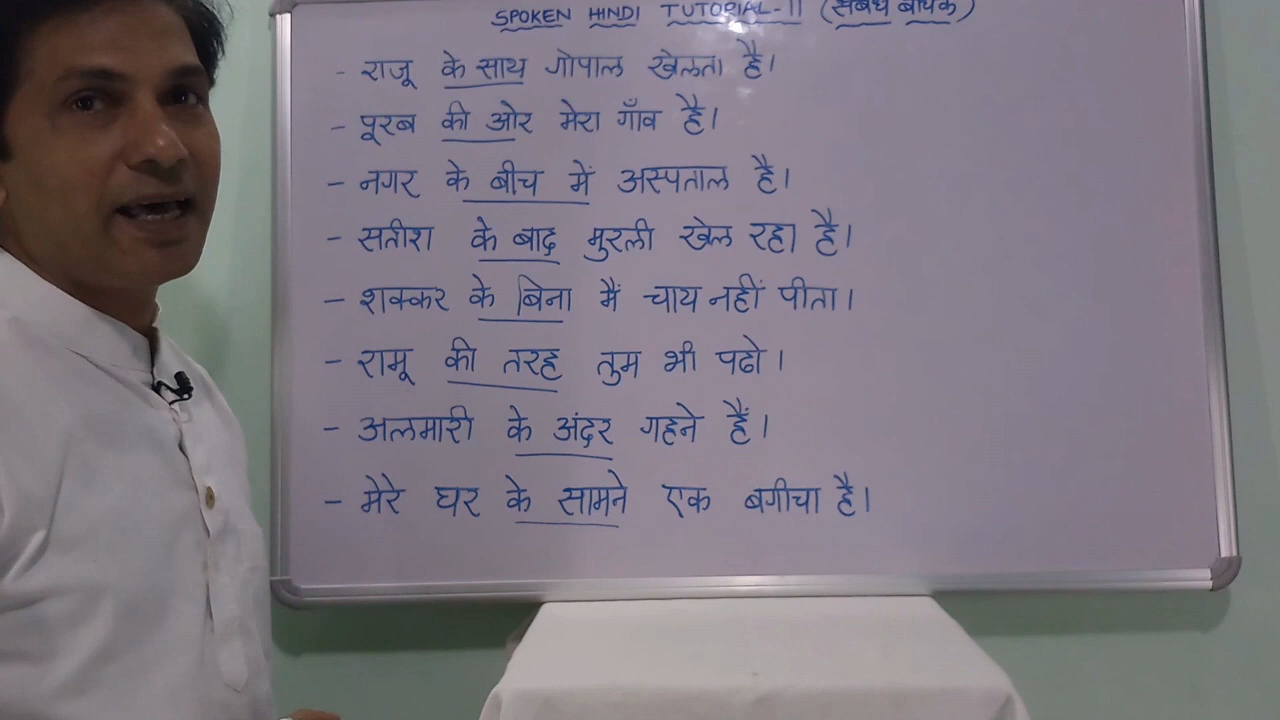 SPOKEN HINDI TUTORIAL-11 (संबंध बोधक)
- राजू के साथ गोपाल खेलता है।
- पूरब की ओर मेरा गाँव है।
- नगर के बीच में अस्पताल है।
- सतीश के बाद मुरली खेल रहा है।
- शक्कर के बिना मैं चाय नहीं पीता।
- रामू की तरह तुम भी पढो।
- अलमारी के अंदर गहने हैं।
- मेरे घर के सामने एक बगीचा है।